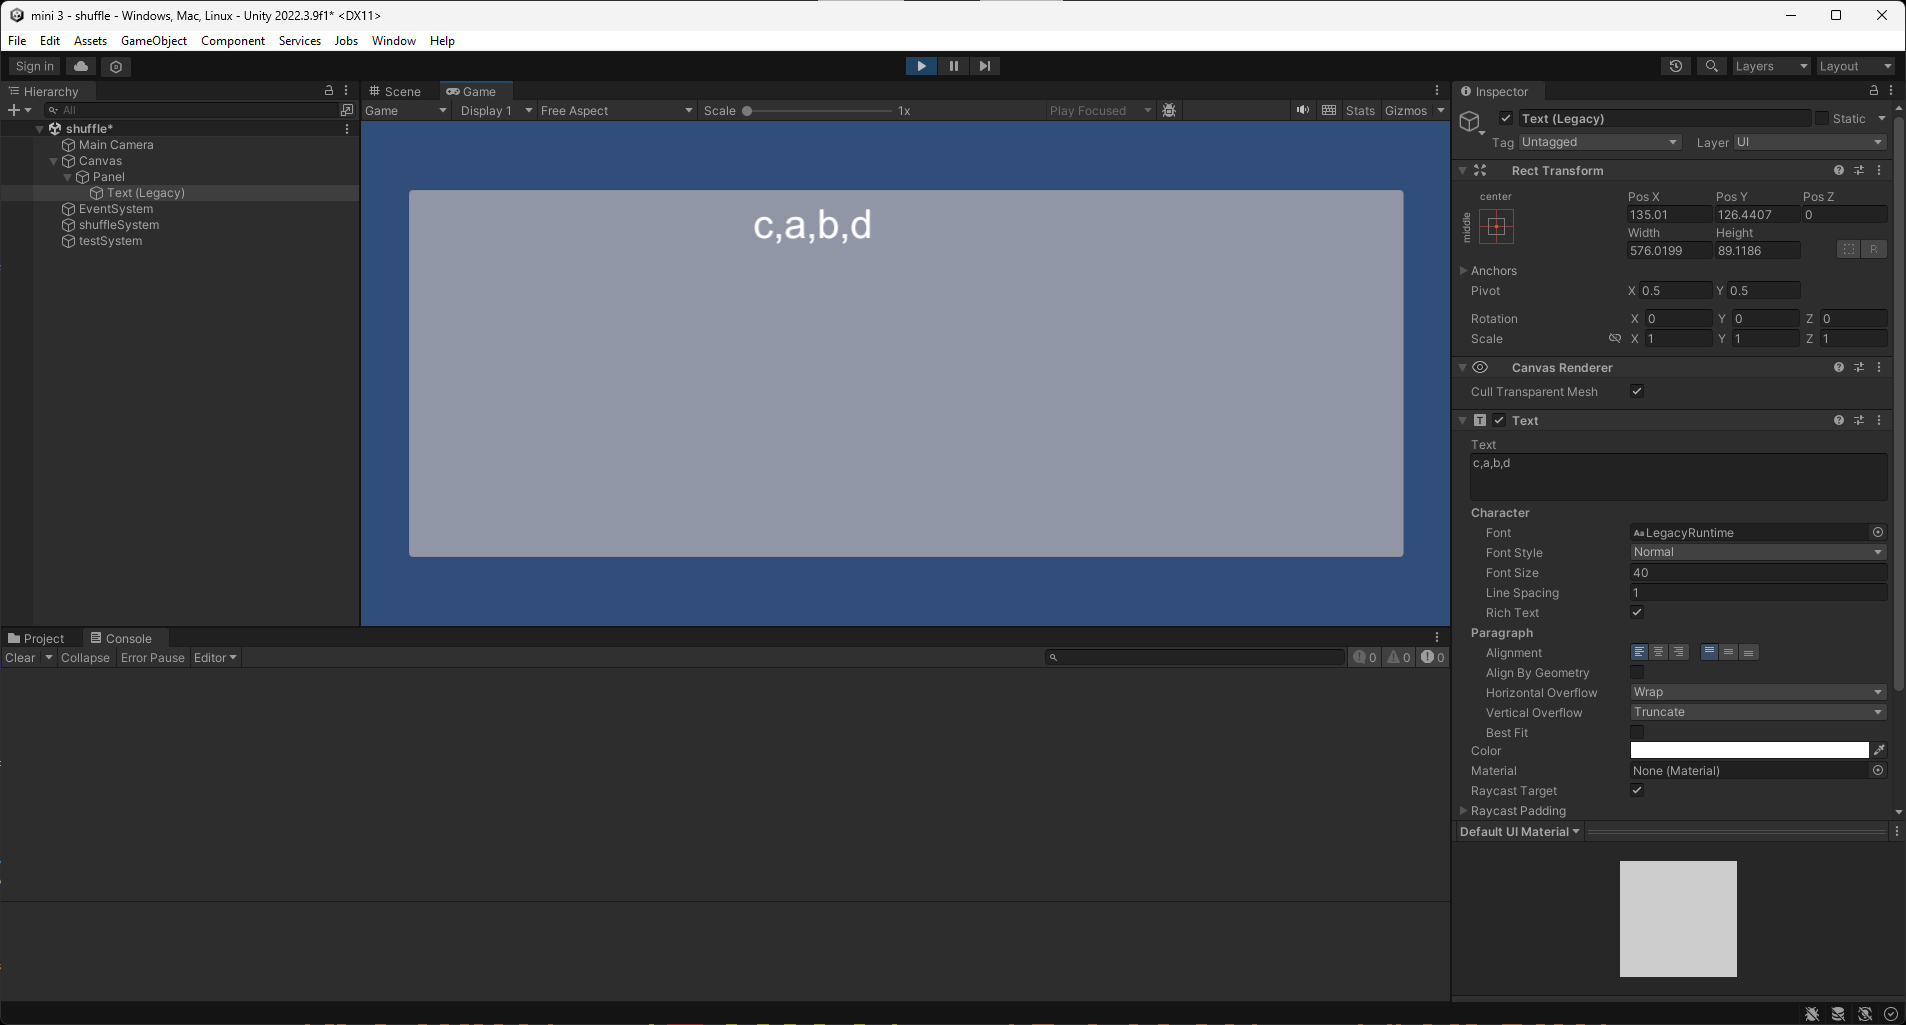 mini 3 - shuffle - Windows, Mac, Linux - Unity 2022.3.9f1* <DX11>
File Edit Assets GameObject Component Services Jobs Window Help
Sign in
Layers Layout
Hierarchy
All
shuffle*
Main Camera
Canvas
Panel
Text (Legacy)
EventSystem
shuffleSystem
testSystem
Scene Game
Game Display 1 Free Aspect Scale 1x Play Focused Stats Gizmos
c,a,b,d
Project Console
Clear Collapse Error Pause Editor 0 0 0
Inspector
Text (Legacy) Static
Tag Untagged Layer UI
Rect Transform
center
middle
Pos X Pos Y Pos Z
135.01 126.4407 0
Width Height
576.0199 89.1186 R
Anchors
Pivot X 0.5 Y 0.5
Rotation X 0 Y 0 Z 0
Scale X 1 Y 1 Z 1
Canvas Renderer
Cull Transparent Mesh
T Text
Text
c,a,b,d
Character
Font Aa LegacyRuntime
Font Style Normal
Font Size 40
Line Spacing 1
Rich Text
Paragraph
Alignment
Align By Geometry
Horizontal Overflow Wrap
Vertical Overflow Truncate
Best Fit
Color
Material None (Material)
Raycast Target
Raycast Padding
Default UI Material